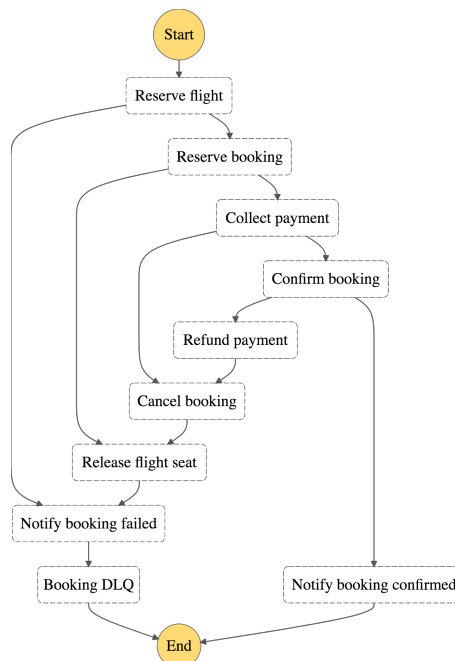 Start
Reserve flight
Reserve booking
Collect payment
Confirm booking
Refund payment
Cancel booking
Release flight seat
Notify booking failed
Booking DLQ
Notify booking confirmed
End